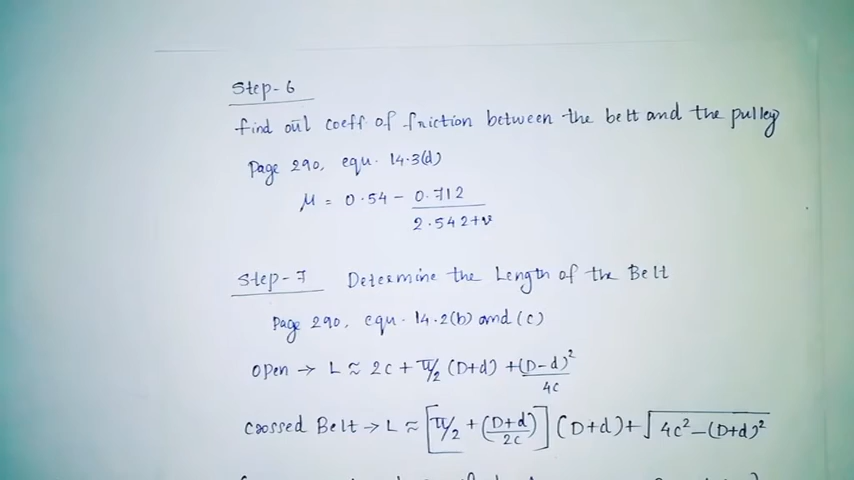 Step-6
find out coeff. of friction between the belt and the pulley
Page 290, equ. 14.3(d)
μ = 0.54 - 0.712 / 2.542+v
Step-7 Determine the Length of the Belt
Page 290, equ. 14.2(b) and (c)
open → L ≈ 2c + π/2 (D+d) + (D-d)² / 4c
crossed Belt → L ≈ [π/2 + (D+d / 2c)] (D+d) + √4c² - (D+d)²